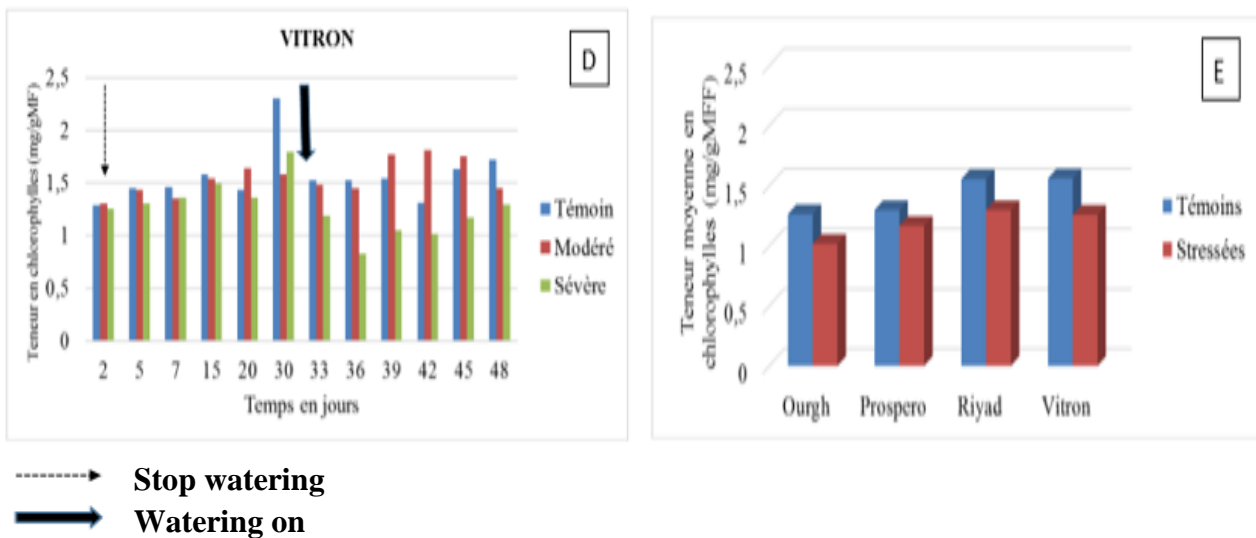 VITRON
D
Teneur en chlorophylles (mg/gMF)
2,5
2
1,5
1
0,5
0
2 5 7 15 20 30 33 36 39 42 45 48
Temps en jours
Témoin
Modéré
Sévère
E
Teneur moyenne en
chlorophylles (mg/gMFF)
2,5
2
1,5
1
0,5
0
Ourgh Prospero Riyad Vitron
Témoins
Stressées
Stop watering
Watering on